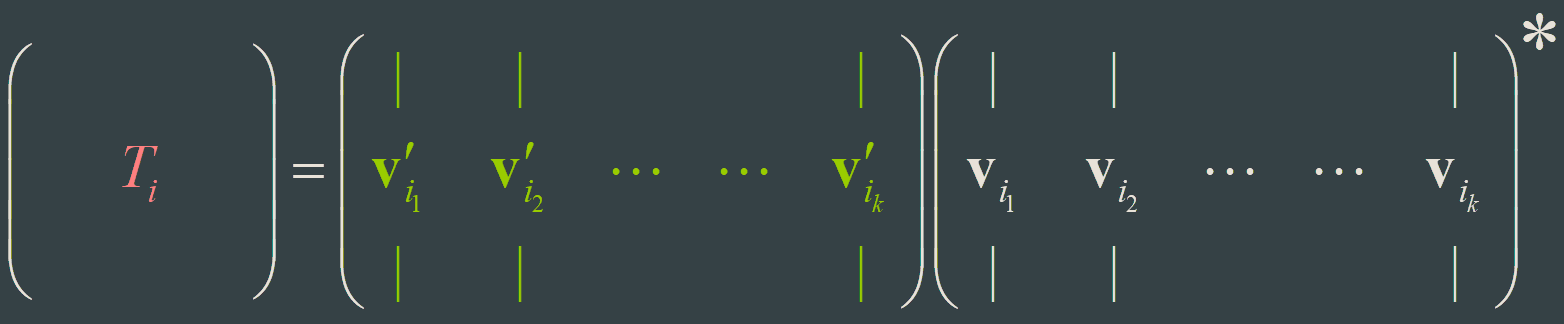 ( T_i ) = ( | | | v′_{i_1} v′_{i_2} ⋯ ⋯ v′_{i_k} | | | ) ( | | | v_{i_1} v_{i_2} ⋯ ⋯ v_{i_k} | | | )^*